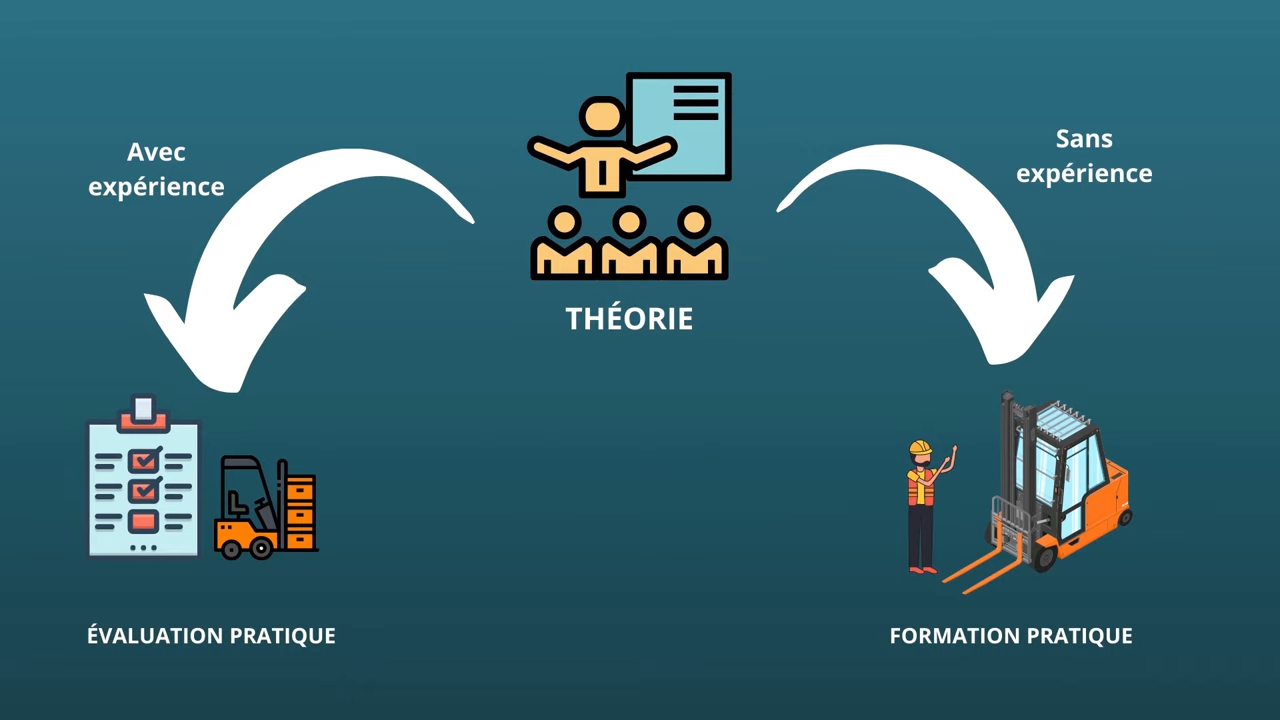 Avec
expérience
Sans
expérience
THÉORIE
ÉVALUATION PRATIQUE
FORMATION PRATIQUE